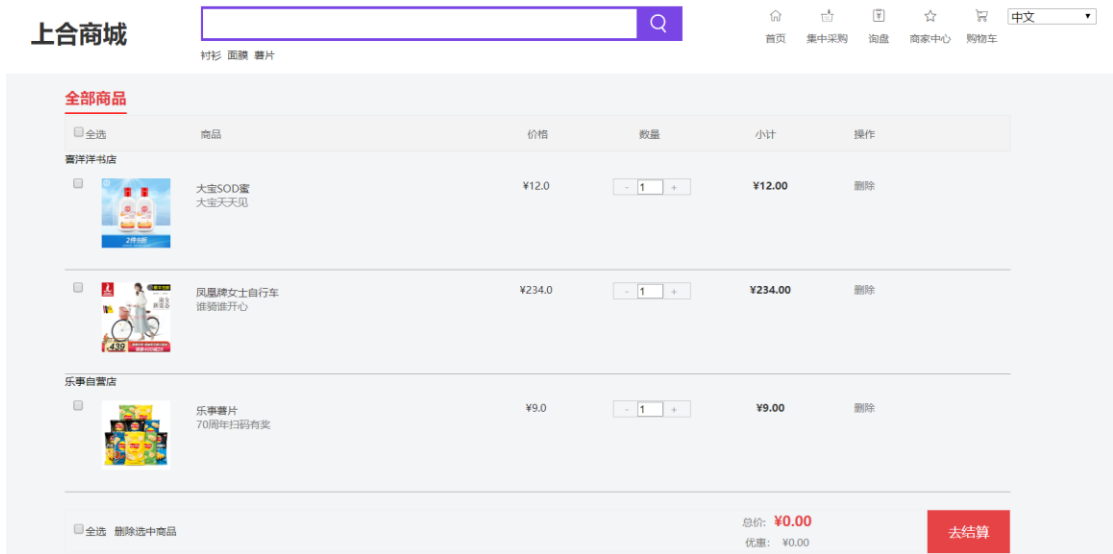 上合商城
首页 集中采购 询盘 商家中心 购物车 中文
衬衫 面膜 薯片
全部商品
全选 商品 价格 数量 小计 操作
喜洋洋书店
大宝SOD蜜 ¥12.0 - 1 + ¥12.00 删除
大宝天天见
2件9折
凤凰牌女士自行车 ¥234.0 - 1 + ¥234.00 删除
谁骑谁开心
439
乐事自营店
乐事薯片 ¥9.0 - 1 + ¥9.00 删除
70周年扫码有奖
全选 删除选中商品 总价: ¥0.00 去结算
优惠: ¥0.00